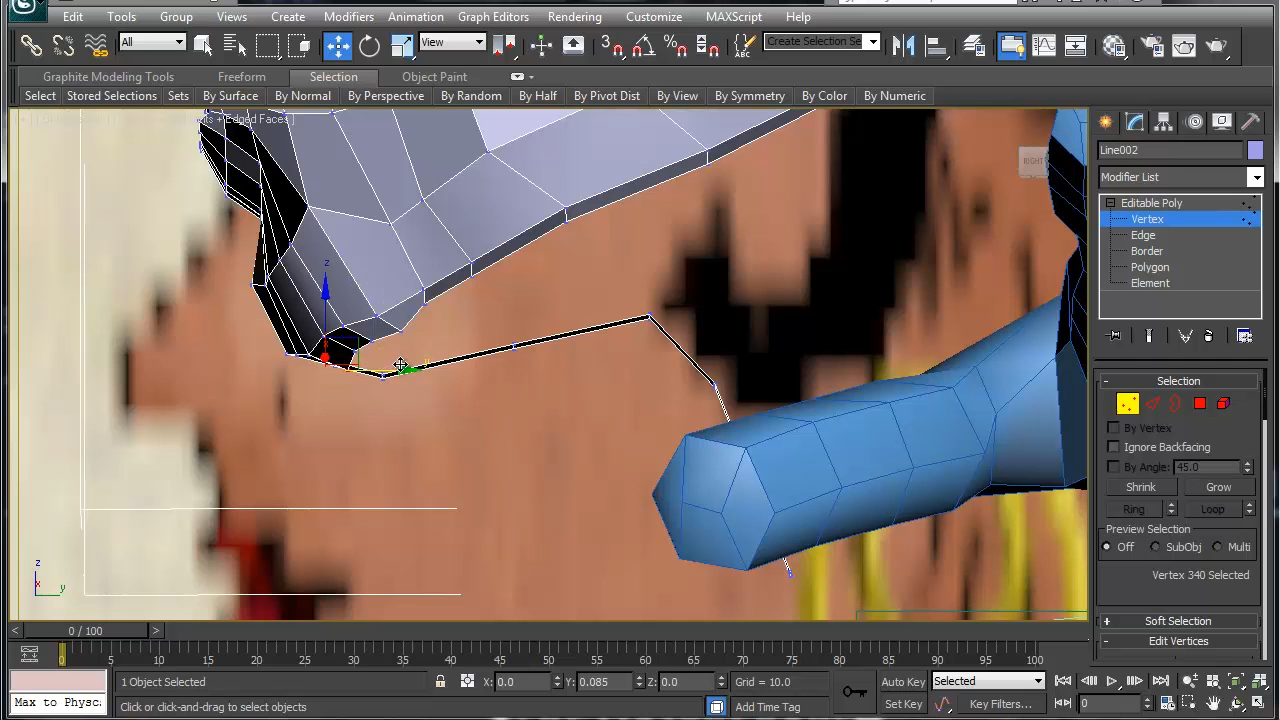 Edit Tools Group Views Create Modifiers Animation Graph Editors Rendering Customize MAXScript Help
All View 3 % ABC Create Selection Se
Graphite Modeling Tools Freeform Selection Object Paint
Select Stored Selections Sets By Surface By Normal By Perspective By Random By Half By Pivot Dist By View By Symmetry By Color By Numeric
Edged Faces ]
RIGHT
z
y
z
x
y
Line002
Modifier List
Editable Poly
Vertex
Edge
Border
Polygon
Element
- Selection
By Vertex
Ignore Backfacing
By Angle: 45.0
Shrink Grow
Ring Loop
Preview Selection
Off SubObj Multi
Vertex 340 Selected
+ Soft Selection
- Edit Vertices
< 0 / 100 >
0 5 10 15 20 25 30 35 40 45 50 55 60 65 70 75 80 85 90 95 100
1 Object Selected X: 0.0 Y: 0.085 Z: 0.0 Grid = 10.0 Auto Key Selected
Max to Physca Click or click-and-drag to select objects Add Time Tag Set Key Key Filters... 0